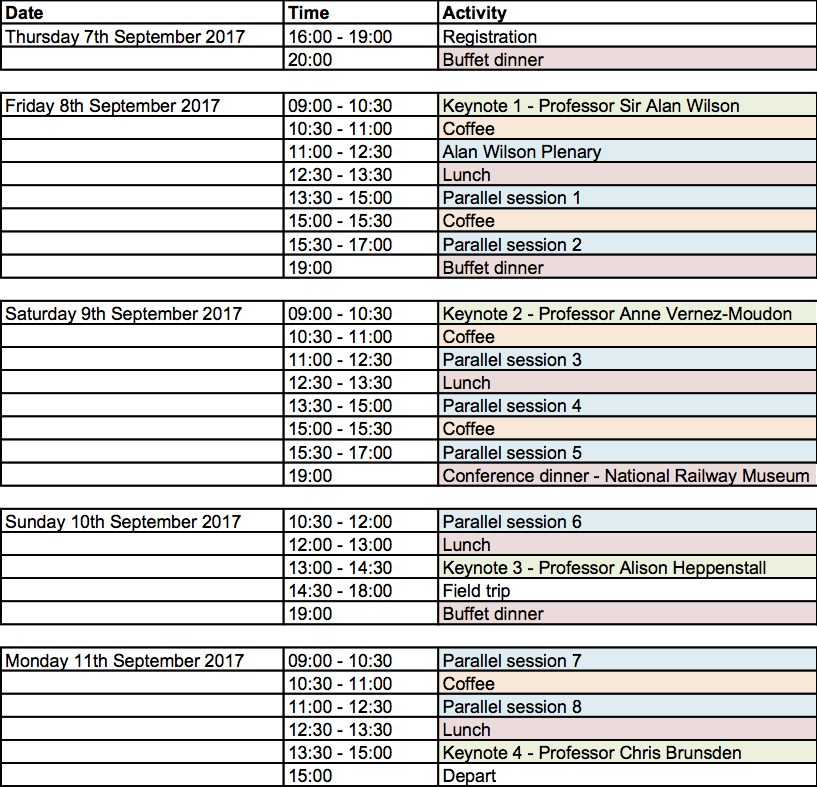 Date Time Activity
Thursday 7th September 2017 16:00 - 19:00 Registration
20:00 Buffet dinner
Friday 8th September 2017 09:00 - 10:30 Keynote 1 - Professor Sir Alan Wilson
10:30 - 11:00 Coffee
11:00 - 12:30 Alan Wilson Plenary
12:30 - 13:30 Lunch
13:30 - 15:00 Parallel session 1
15:00 - 15:30 Coffee
15:30 - 17:00 Parallel session 2
19:00 Buffet dinner
Saturday 9th September 2017 09:00 - 10:30 Keynote 2 - Professor Anne Vernez-Moudon
10:30 - 11:00 Coffee
11:00 - 12:30 Parallel session 3
12:30 - 13:30 Lunch
13:30 - 15:00 Parallel session 4
15:00 - 15:30 Coffee
15:30 - 17:00 Parallel session 5
19:00 Conference dinner - National Railway Museum
Sunday 10th September 2017 10:30 - 12:00 Parallel session 6
12:00 - 13:00 Lunch
13:00 - 14:30 Keynote 3 - Professor Alison Heppenstall
14:30 - 18:00 Field trip
19:00 Buffet dinner
Monday 11th September 2017 09:00 - 10:30 Parallel session 7
10:30 - 11:00 Coffee
11:00 - 12:30 Parallel session 8
12:30 - 13:30 Lunch
13:30 - 15:00 Keynote 4 - Professor Chris Brunsden
15:00 Depart